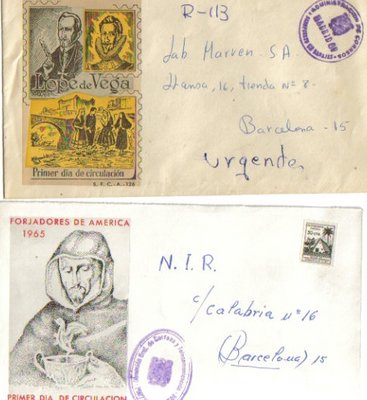 R-113
Lope de Vega
Primer día de circulación
S. F. C. - A. - 126
Lab Marven S.A
16, tienda Nº 8
Barcelona - 15
urgente
MADRID
FORJADORES DE AMERICA
1965
PRIMER DIA DE CIRCULACION
N. I. R.
c/ Calabria nº 16
(Barcelona) 15